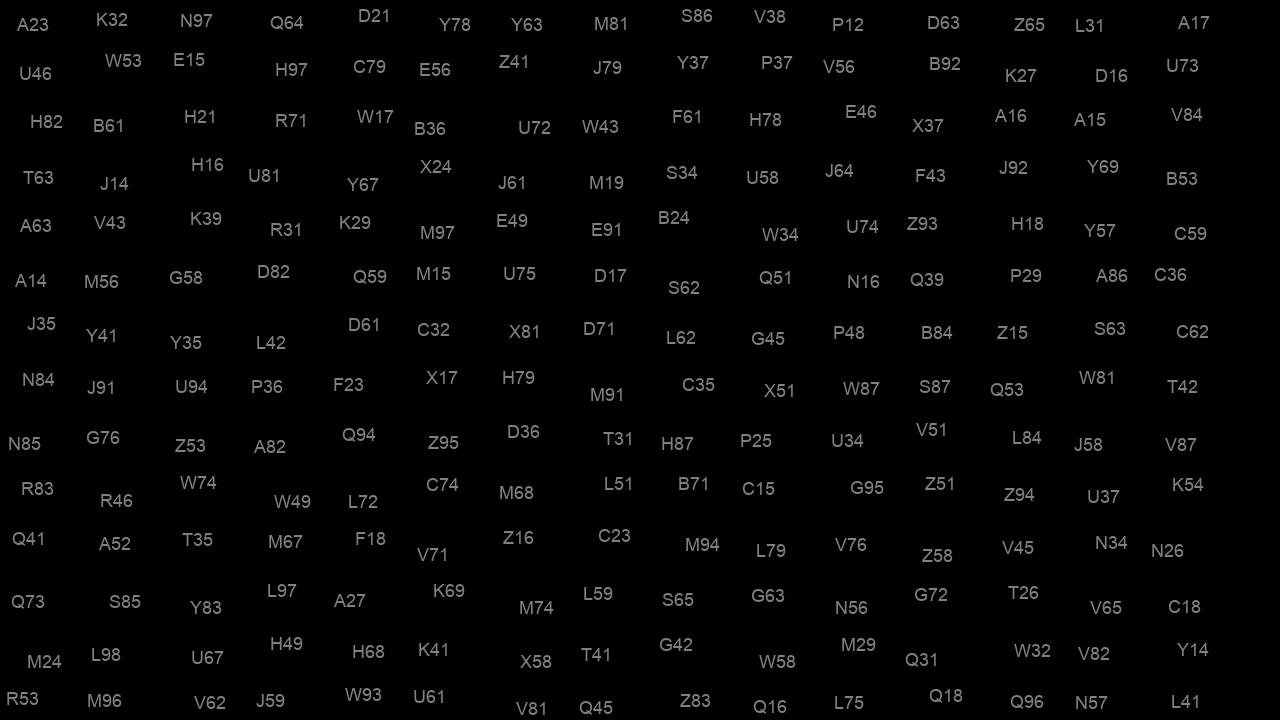 A23 K32 N97 Q64 D21 Y78 Y63 M81 S86 V38 P12 D63 Z65 L31 A17
U46 W53 E15 H97 C79 E56 Z41 J79 Y37 P37 V56 B92 K27 D16 U73
H82 B61 H21 R71 W17 B36 U72 W43 F61 H78 E46 X37 A16 A15 V84
T63 J14 H16 U81 Y67 X24 J61 M19 S34 U58 J64 F43 J92 Y69 B53
A63 V43 K39 R31 K29 M97 E49 E91 B24 W34 U74 Z93 H18 Y57 C59
A14 M56 G58 D82 Q59 M15 U75 D17 S62 Q51 N16 Q39 P29 A86 C36
J35 Y41 Y35 L42 D61 C32 X81 D71 L62 G45 P48 B84 Z15 S63 C62
N84 J91 U94 P36 F23 X17 H79 M91 C35 X51 W87 S87 Q53 W81 T42
N85 G76 Z53 A82 Q94 Z95 D36 T31 H87 P25 U34 V51 L84 J58 V87
R83 R46 W74 W49 L72 C74 M68 L51 B71 C15 G95 Z51 Z94 U37 K54
Q41 A52 T35 M67 F18 V71 Z16 C23 M94 L79 V76 Z58 V45 N34 N26
Q73 S85 Y83 L97 A27 K69 M74 L59 S65 G63 N56 G72 T26 V65 C18
M24 L98 U67 H49 H68 K41 X58 T41 G42 W58 M29 Q31 W32 V82 Y14
R53 M96 V62 J59 W93 U61 V81 Q45 Z83 Q16 L75 Q18 Q96 N57 L41